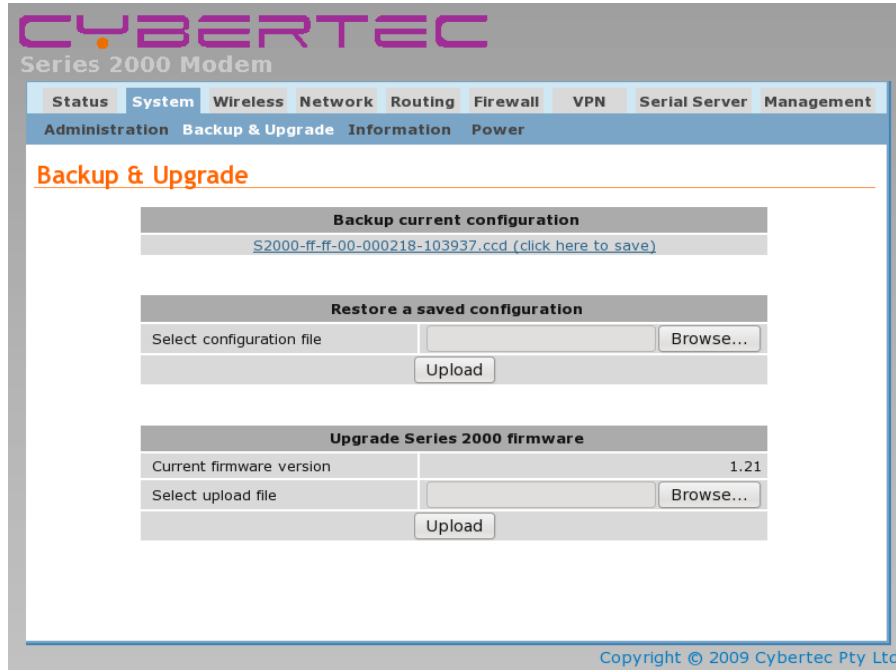 CYBERTEC
Series 2000 Modem
Status System Wireless Network Routing Firewall VPN Serial Server Management
Administration Backup & Upgrade Information Power
Backup & Upgrade
Backup current configuration
S2000-ff-ff-00-000218-103937.ccd (click here to save)
Restore a saved configuration
Select configuration file Browse...
Upload
Upgrade Series 2000 firmware
Current firmware version 1.21
Select upload file Browse...
Upload
Copyright © 2009 Cybertec Pty Ltd